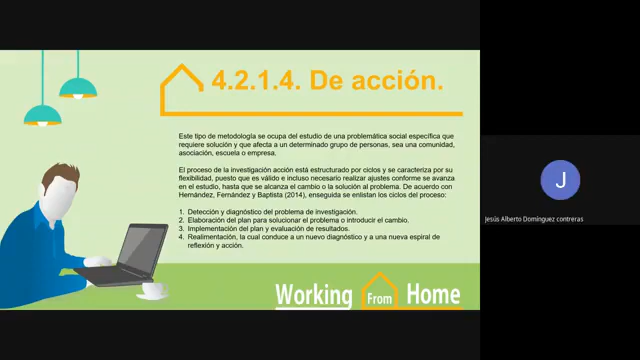 4.2.1.4. De acción.
Este tipo de metodología se ocupa del estudio de una problemática social específica que
requiere solución y que afecta a un determinado grupo de personas, sea una comunidad,
asociación, escuela o empresa.
El proceso de la investigación acción está estructurado por ciclos y se caracteriza por su
flexibilidad, puesto que es válido e incluso necesario realizar ajustes conforme se avanza
en el estudio, hasta que se alcanza el cambio o la solución al problema. De acuerdo con
Hernández, Fernández y Baptista (2014), enseguida se enlistan los ciclos del proceso:
1. Detección y diagnóstico del problema de investigación.
2. Elaboración del plan para solucionar el problema o introducir el cambio.
3. Implementación del plan y evaluación de resultados.
4. Realimentación, la cual conduce a un nuevo diagnóstico y a una nueva espiral de
reflexión y acción.
Working From Home
J
Jesús Alberto Domínguez contreras